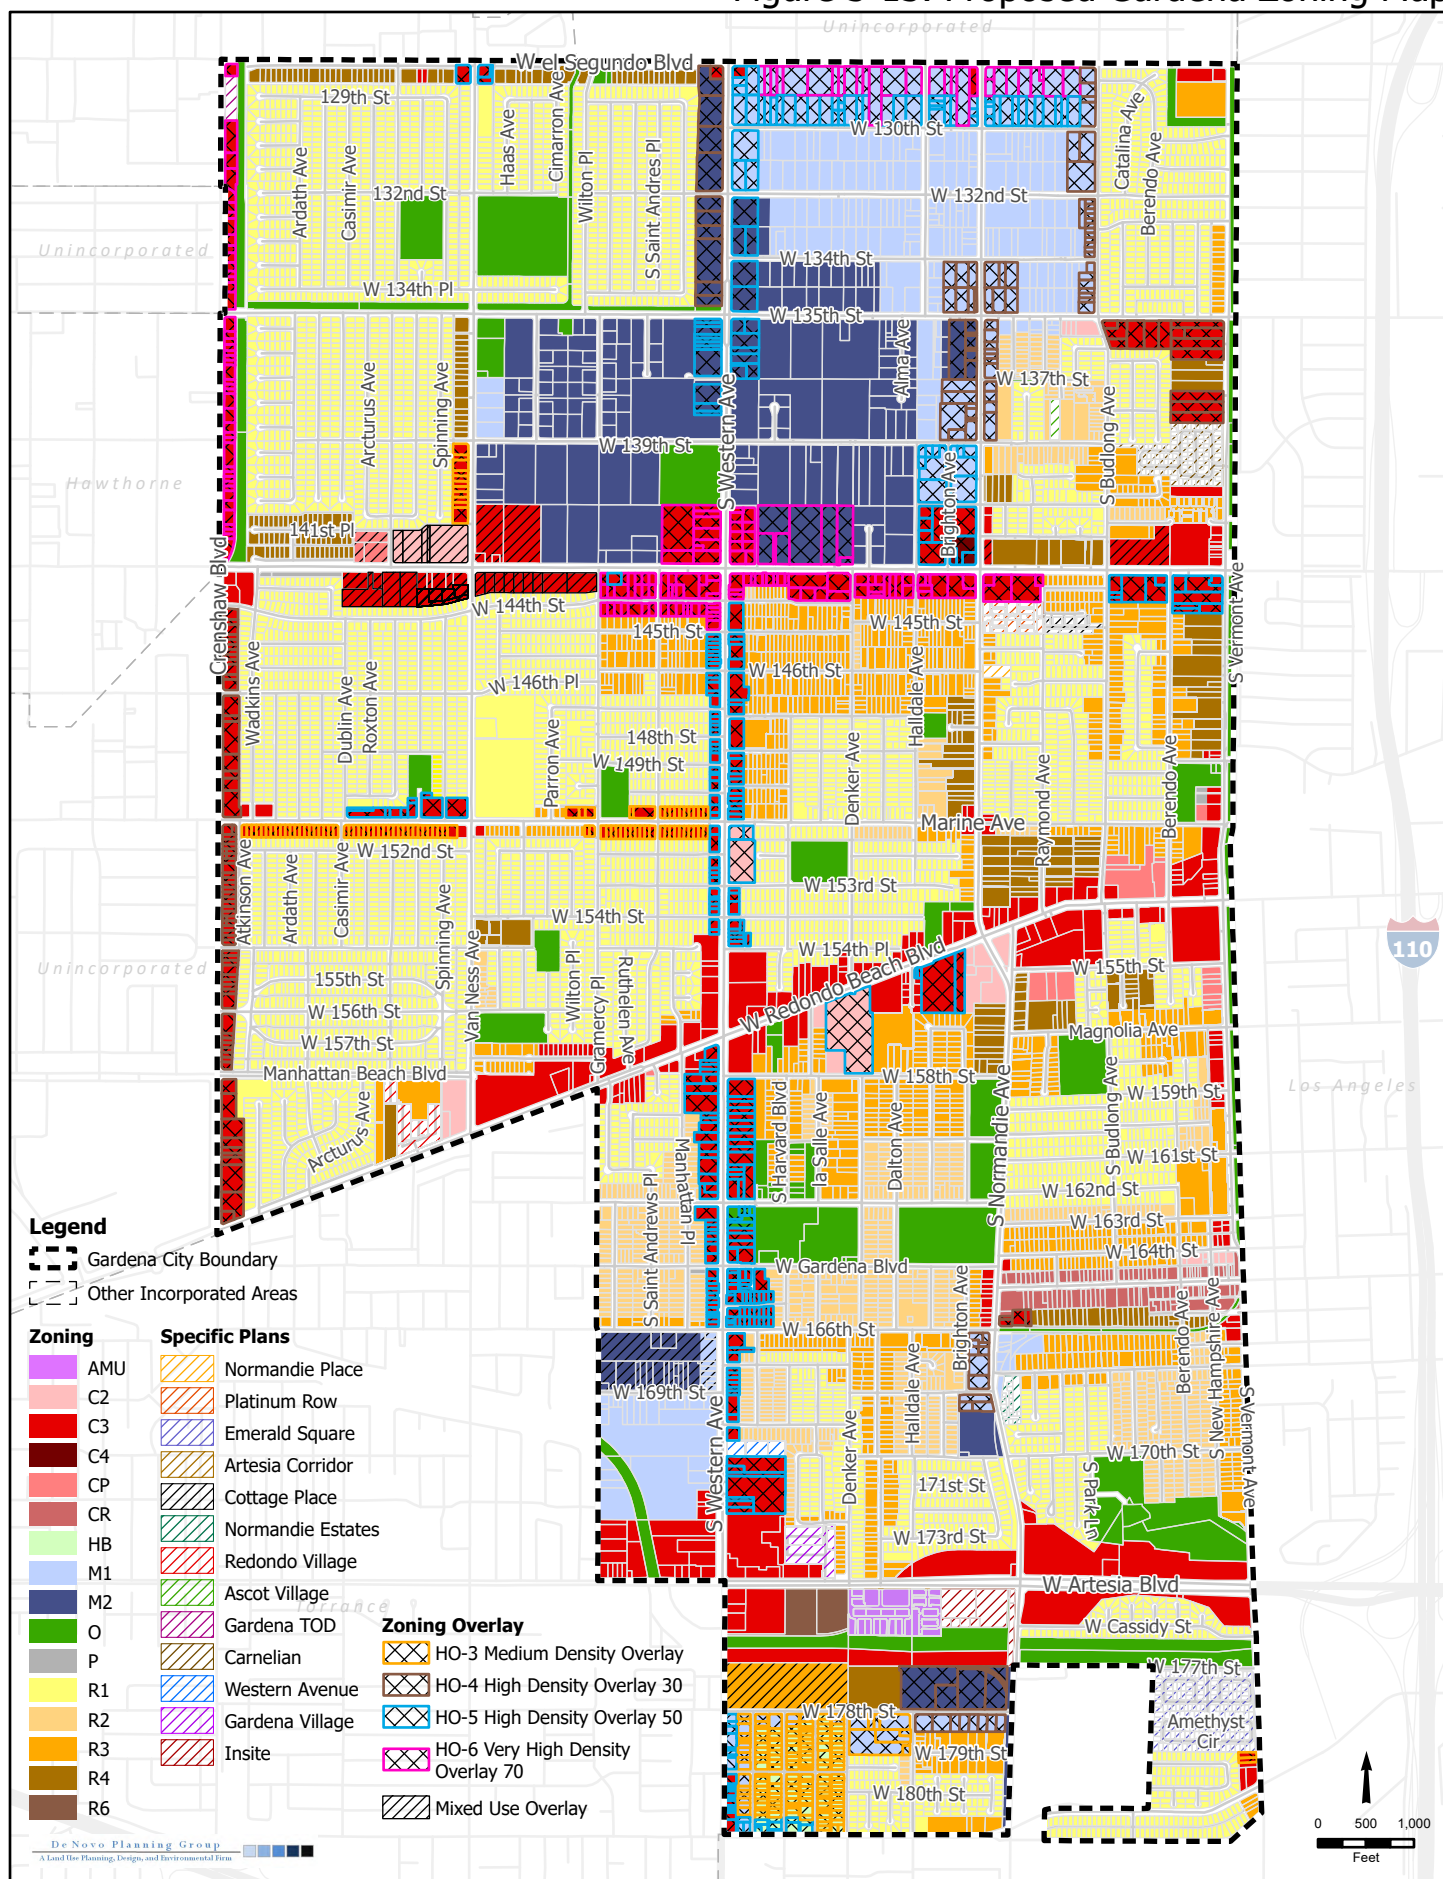 Figure 3-13: Proposed Gardena Zoning Map
Unincorporated
W el Segundo Blvd
129th St
W 130th St
Ardath Ave
Casimir Ave
Haas Ave
Cimarron Ave
Wilton Pl
S Saint Andres Pl
Catalina Ave
Berendo Ave
132nd St
W 132nd St
Unincorporated
W 134th St
W 134th Pl
W 135th St
Arcturus Ave
Spinning Ave
S Western Ave
Alma Ave
W 137th St
S Budlong Ave
W 139th St
Hawthorne
Brighton Ave
141st Pl
Crenshaw Blvd
S Vermont Ave
W 144th St
145th St
W 145th St
Wadkins Ave
Dublin Ave
Roxton Ave
W 146th Pl
W 146th St
Halldale Ave
148th St
W 149th St
Parron Ave
Denker Ave
Raymond Ave
Berendo Ave
Marine Ave
W 152nd St
Atkinson Ave
Ardath Ave
Casimir Ave
Spinning Ave
W 153rd St
W 154th St
W 154th Pl
Van Ness Ave
Wilton Pl
Gramercy Pl
Ruthelen Ave
W Redondo Beach Blvd
110
Unincorporated
155th St
W 155th St
W 156th St
W 157th St
Magnolia Ave
Manhattan Beach Blvd
W 158th St
W 159th St
Los Angeles
Arcturus Ave
S Saint Andrews Pl
Manhattan Pl
S Harvard Blvd
la Salle Ave
Dalton Ave
S Normandie Ave
S Budlong Ave
W 161st St
W 162nd St
W 163rd St
W 164th St
W Gardena Blvd
W 166th St
Brighton Ave
Berendo Ave
S New Hampshire Ave
S Vermont Ave
W 169th St
S Western Ave
Denker Ave
Halldale Ave
W 170th St
171st St
S Park Ln
W 173rd St
W Artesia Blvd
W Cassidy St
W 177th St
W 178th St
Amethyst
Cir
W 179th St
W 180th St
Torrance
Legend
Gardena City Boundary
Other Incorporated Areas
Zoning
AMU
C2
C3
C4
CP
CR
HB
M1
M2
O
P
R1
R2
R3
R4
R6
Specific Plans
Normandie Place
Platinum Row
Emerald Square
Artesia Corridor
Cottage Place
Normandie Estates
Redondo Village
Ascot Village
Gardena TOD
Carnelian
Western Avenue
Gardena Village
Insite
Zoning Overlay
HO-3 Medium Density Overlay
HO-4 High Density Overlay 30
HO-5 High Density Overlay 50
HO-6 Very High Density
Overlay 70
Mixed Use Overlay
0 500 1,000
Feet
De Novo Planning Group
A Land Use Planning, Design, and Environmental Firm